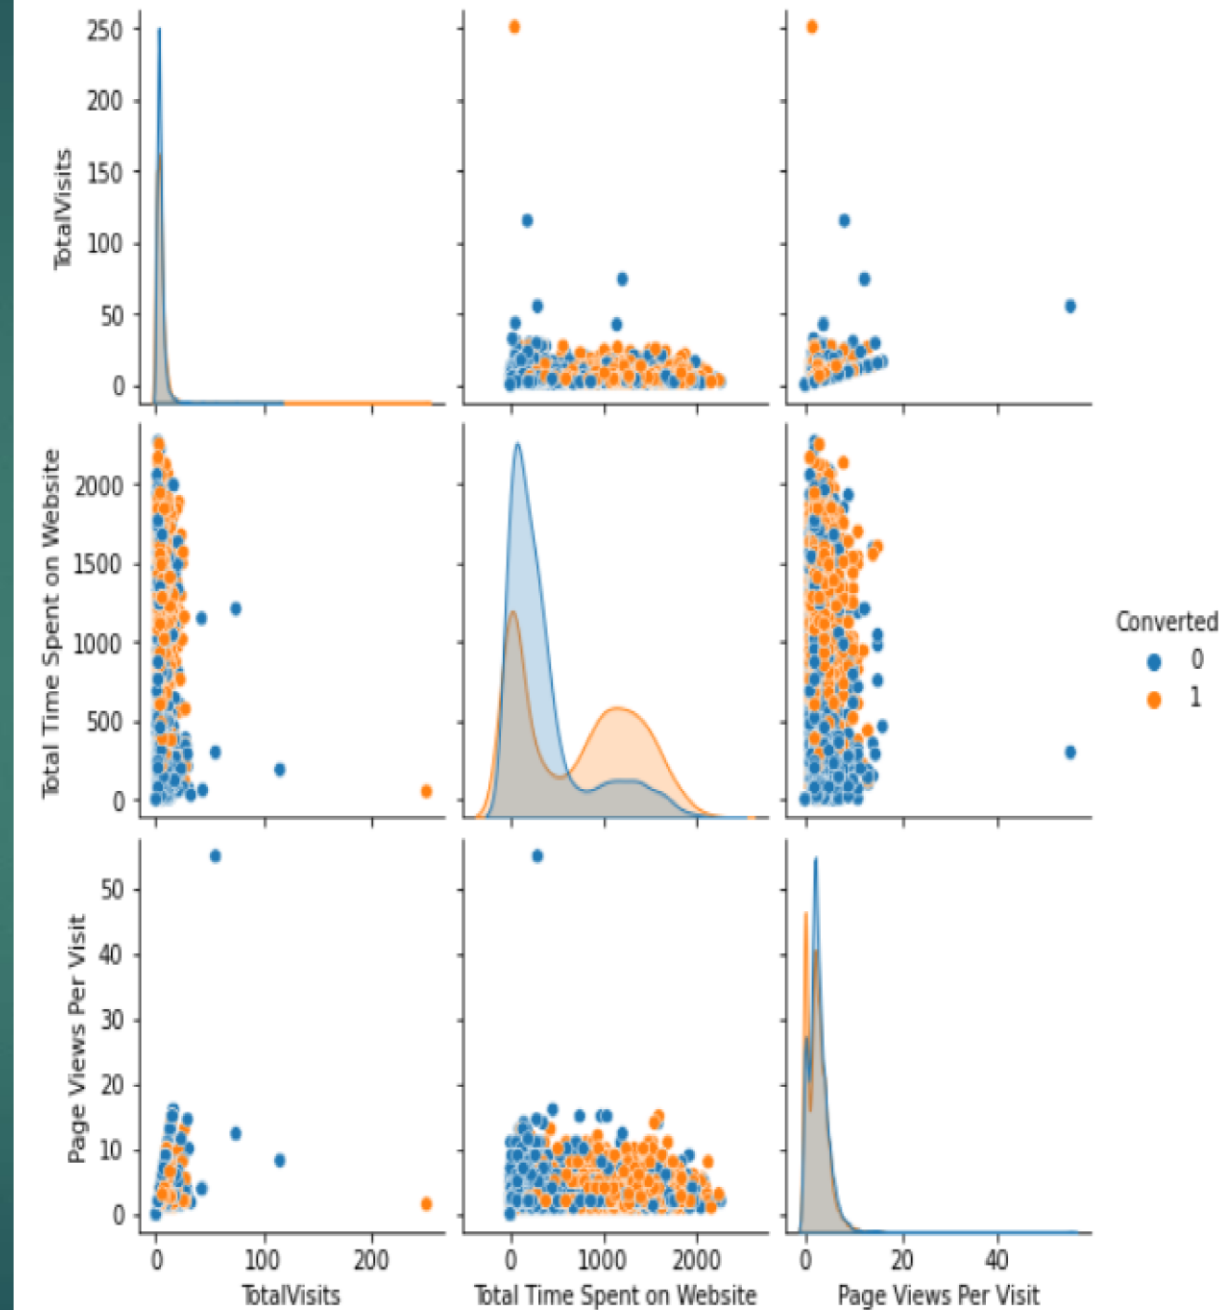 250
200
150
100
50
0
TotalVisits
2000
1500
1000
500
0
Total Time Spent on Website
Converted
0
1
50
40
30
20
10
0
Page Views Per Visit
0 100 200
0 1000 2000
0 20 40
TotalVisits
Total Time Spent on Website
Page Views Per Visit